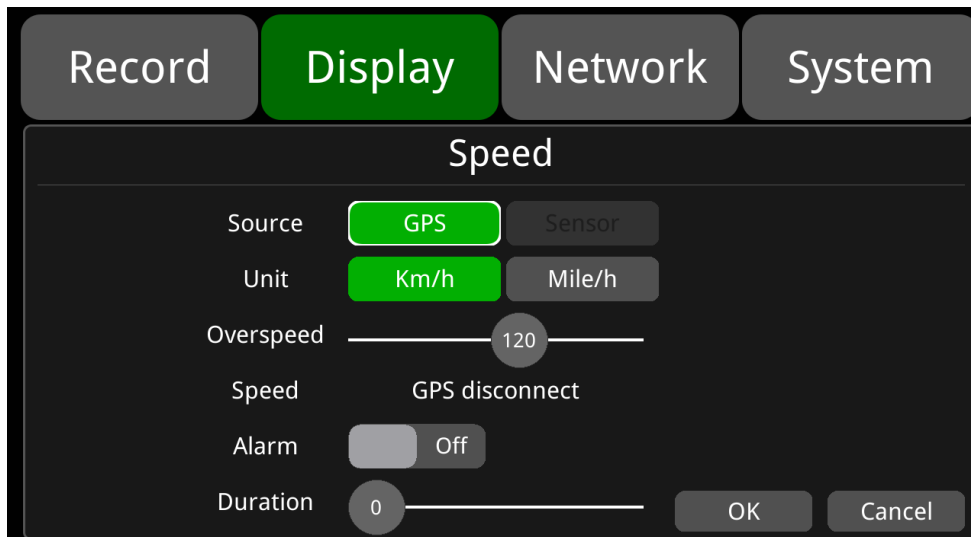 Record Display Network System
Speed
Source GPS Sensor
Unit Km/h Mile/h
Overspeed 120
Speed GPS disconnect
Alarm Off
Duration 0 OK Cancel